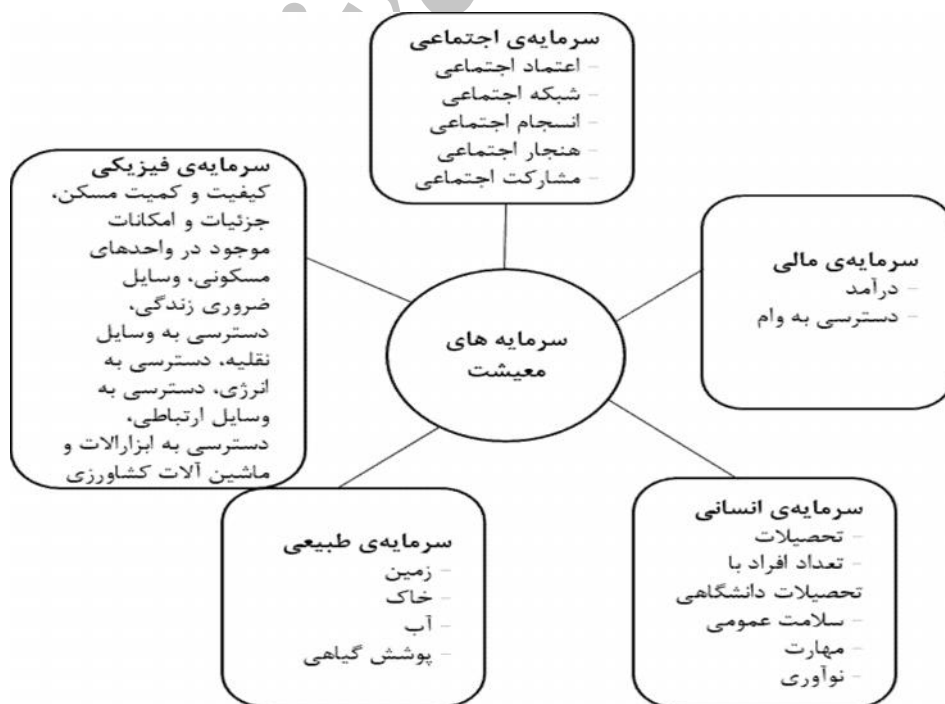 سرمایه‌ی اجتماعی
- اعتماد اجتماعی
- شبکه اجتماعی
- انسجام اجتماعی
- هنجار اجتماعی
- مشارکت اجتماعی
سرمایه‌ی مالی
- درآمد
- دسترسی به وام
سرمایه‌ی فیزیکی
کیفیت و کمیت مسکن،
جزئیات و امکانات
موجود در واحدهای
مسکونی، وسایل
ضروری زندگی،
دسترسی به وسایل
نقلیه، دسترسی به
انرژی، دسترسی به
وسایل ارتباطی،
دسترسی به ابزارالات و
ماشین آلات کشاورزی
سرمایه های
معیشت
سرمایه‌ی انسانی
- تحصیلات
- تعداد افراد با
تحصیلات دانشگاهی
- سلامت عمومی
- مهارت
- نوآوری
سرمایه‌ی طبیعی
- زمین
- خاک
- آب
- پوشش گیاهی